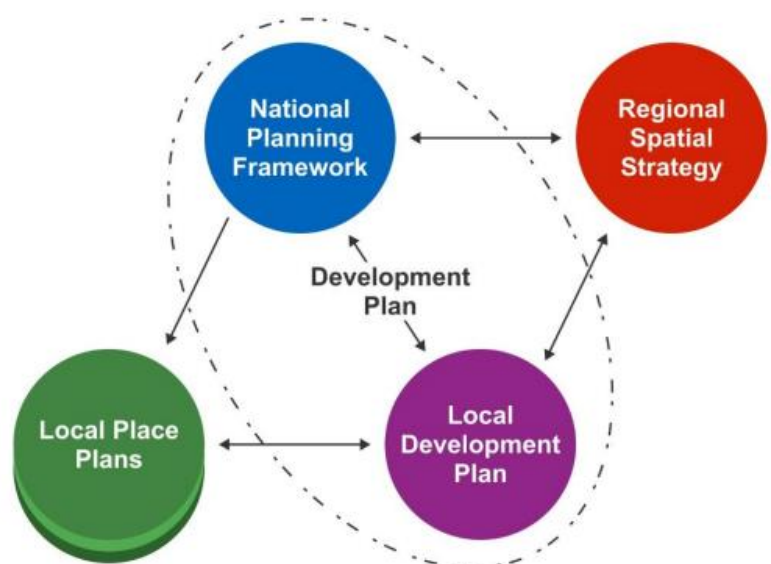 National
Planning
Framework
Regional
Spatial
Strategy
Development
Plan
Local Place
Plans
Local
Development
Plan